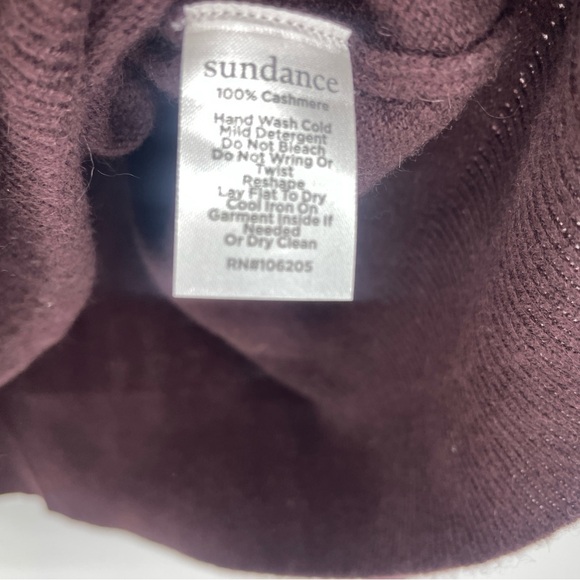 sundance
100% Cashmere
Hand Wash Cold
Mild Detergent
Do Not Bleach
Do Not Wring Or
Twist
Reshape
Lay Flat To Dry
Cool Iron On
Garment Inside If
Needed
Or Dry Clean
RN#106205